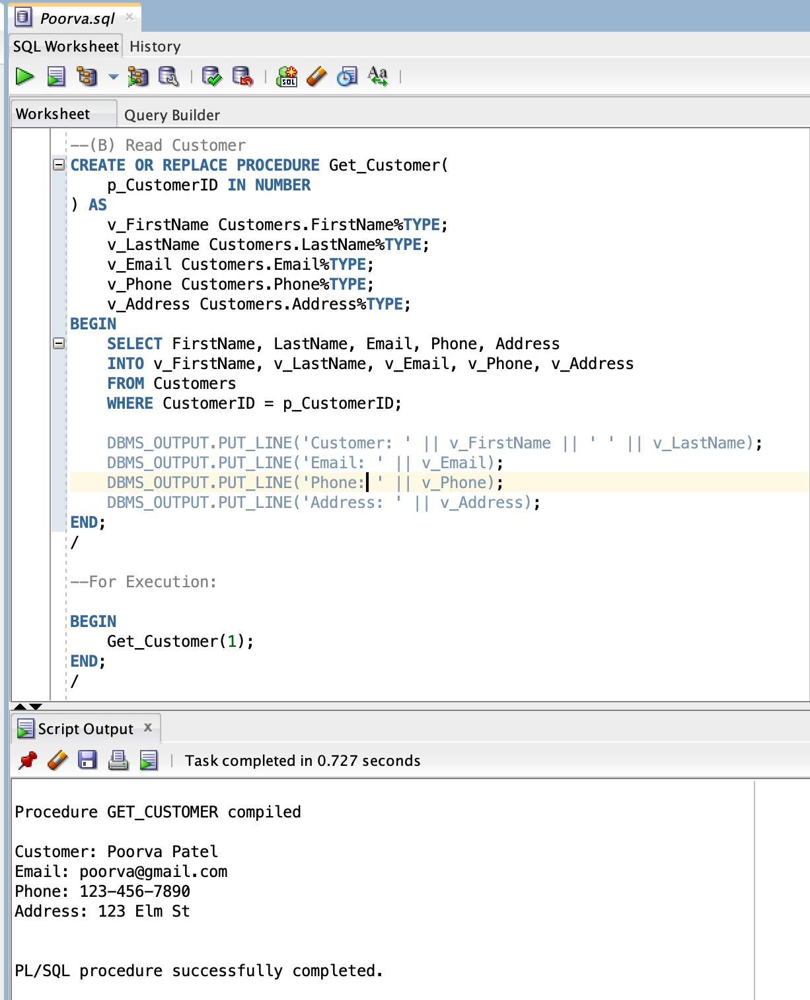 Poorva.sql
SQL Worksheet History
SQL
Aa
Worksheet Query Builder
--(B) Read Customer
CREATE OR REPLACE PROCEDURE Get_Customer(
    p_CustomerID IN NUMBER
) AS
    v_FirstName Customers.FirstName%TYPE;
    v_LastName Customers.LastName%TYPE;
    v_Email Customers.Email%TYPE;
    v_Phone Customers.Phone%TYPE;
    v_Address Customers.Address%TYPE;
BEGIN
    SELECT FirstName, LastName, Email, Phone, Address
    INTO v_FirstName, v_LastName, v_Email, v_Phone, v_Address
    FROM Customers
    WHERE CustomerID = p_CustomerID;
    DBMS_OUTPUT.PUT_LINE('Customer: ' || v_FirstName || ' ' || v_LastName);
    DBMS_OUTPUT.PUT_LINE('Email: ' || v_Email);
    DBMS_OUTPUT.PUT_LINE('Phone: ' || v_Phone);
    DBMS_OUTPUT.PUT_LINE('Address: ' || v_Address);
END;
/
--For Execution:
BEGIN
    Get_Customer(1);
END;
/
Script Output x
Task completed in 0.727 seconds
Procedure GET_CUSTOMER compiled
Customer: Poorva Patel
Email: poorva@gmail.com
Phone: 123-456-7890
Address: 123 Elm St
PL/SQL procedure successfully completed.